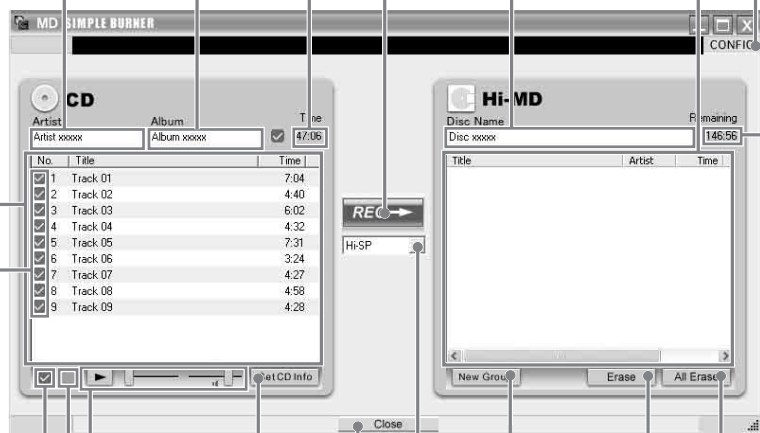 MD SIMPLE BURNER
CONFIG
CD
Artist Album Time
Artist xxxxx Album xxxxx 47:06
No. Title Time
1 Track 01 7:04
2 Track 02 4:40
3 Track 03 6:02
4 Track 04 4:32
5 Track 05 7:31
6 Track 06 3:24
7 Track 07 4:27
8 Track 08 4:58
9 Track 09 4:28
Get CD Info
REC
Hi-SP
Hi-MD
Disc Name Remaining
Disc xxxxx 146:56
Title Artist Time
New Group Erase All Erase
Close